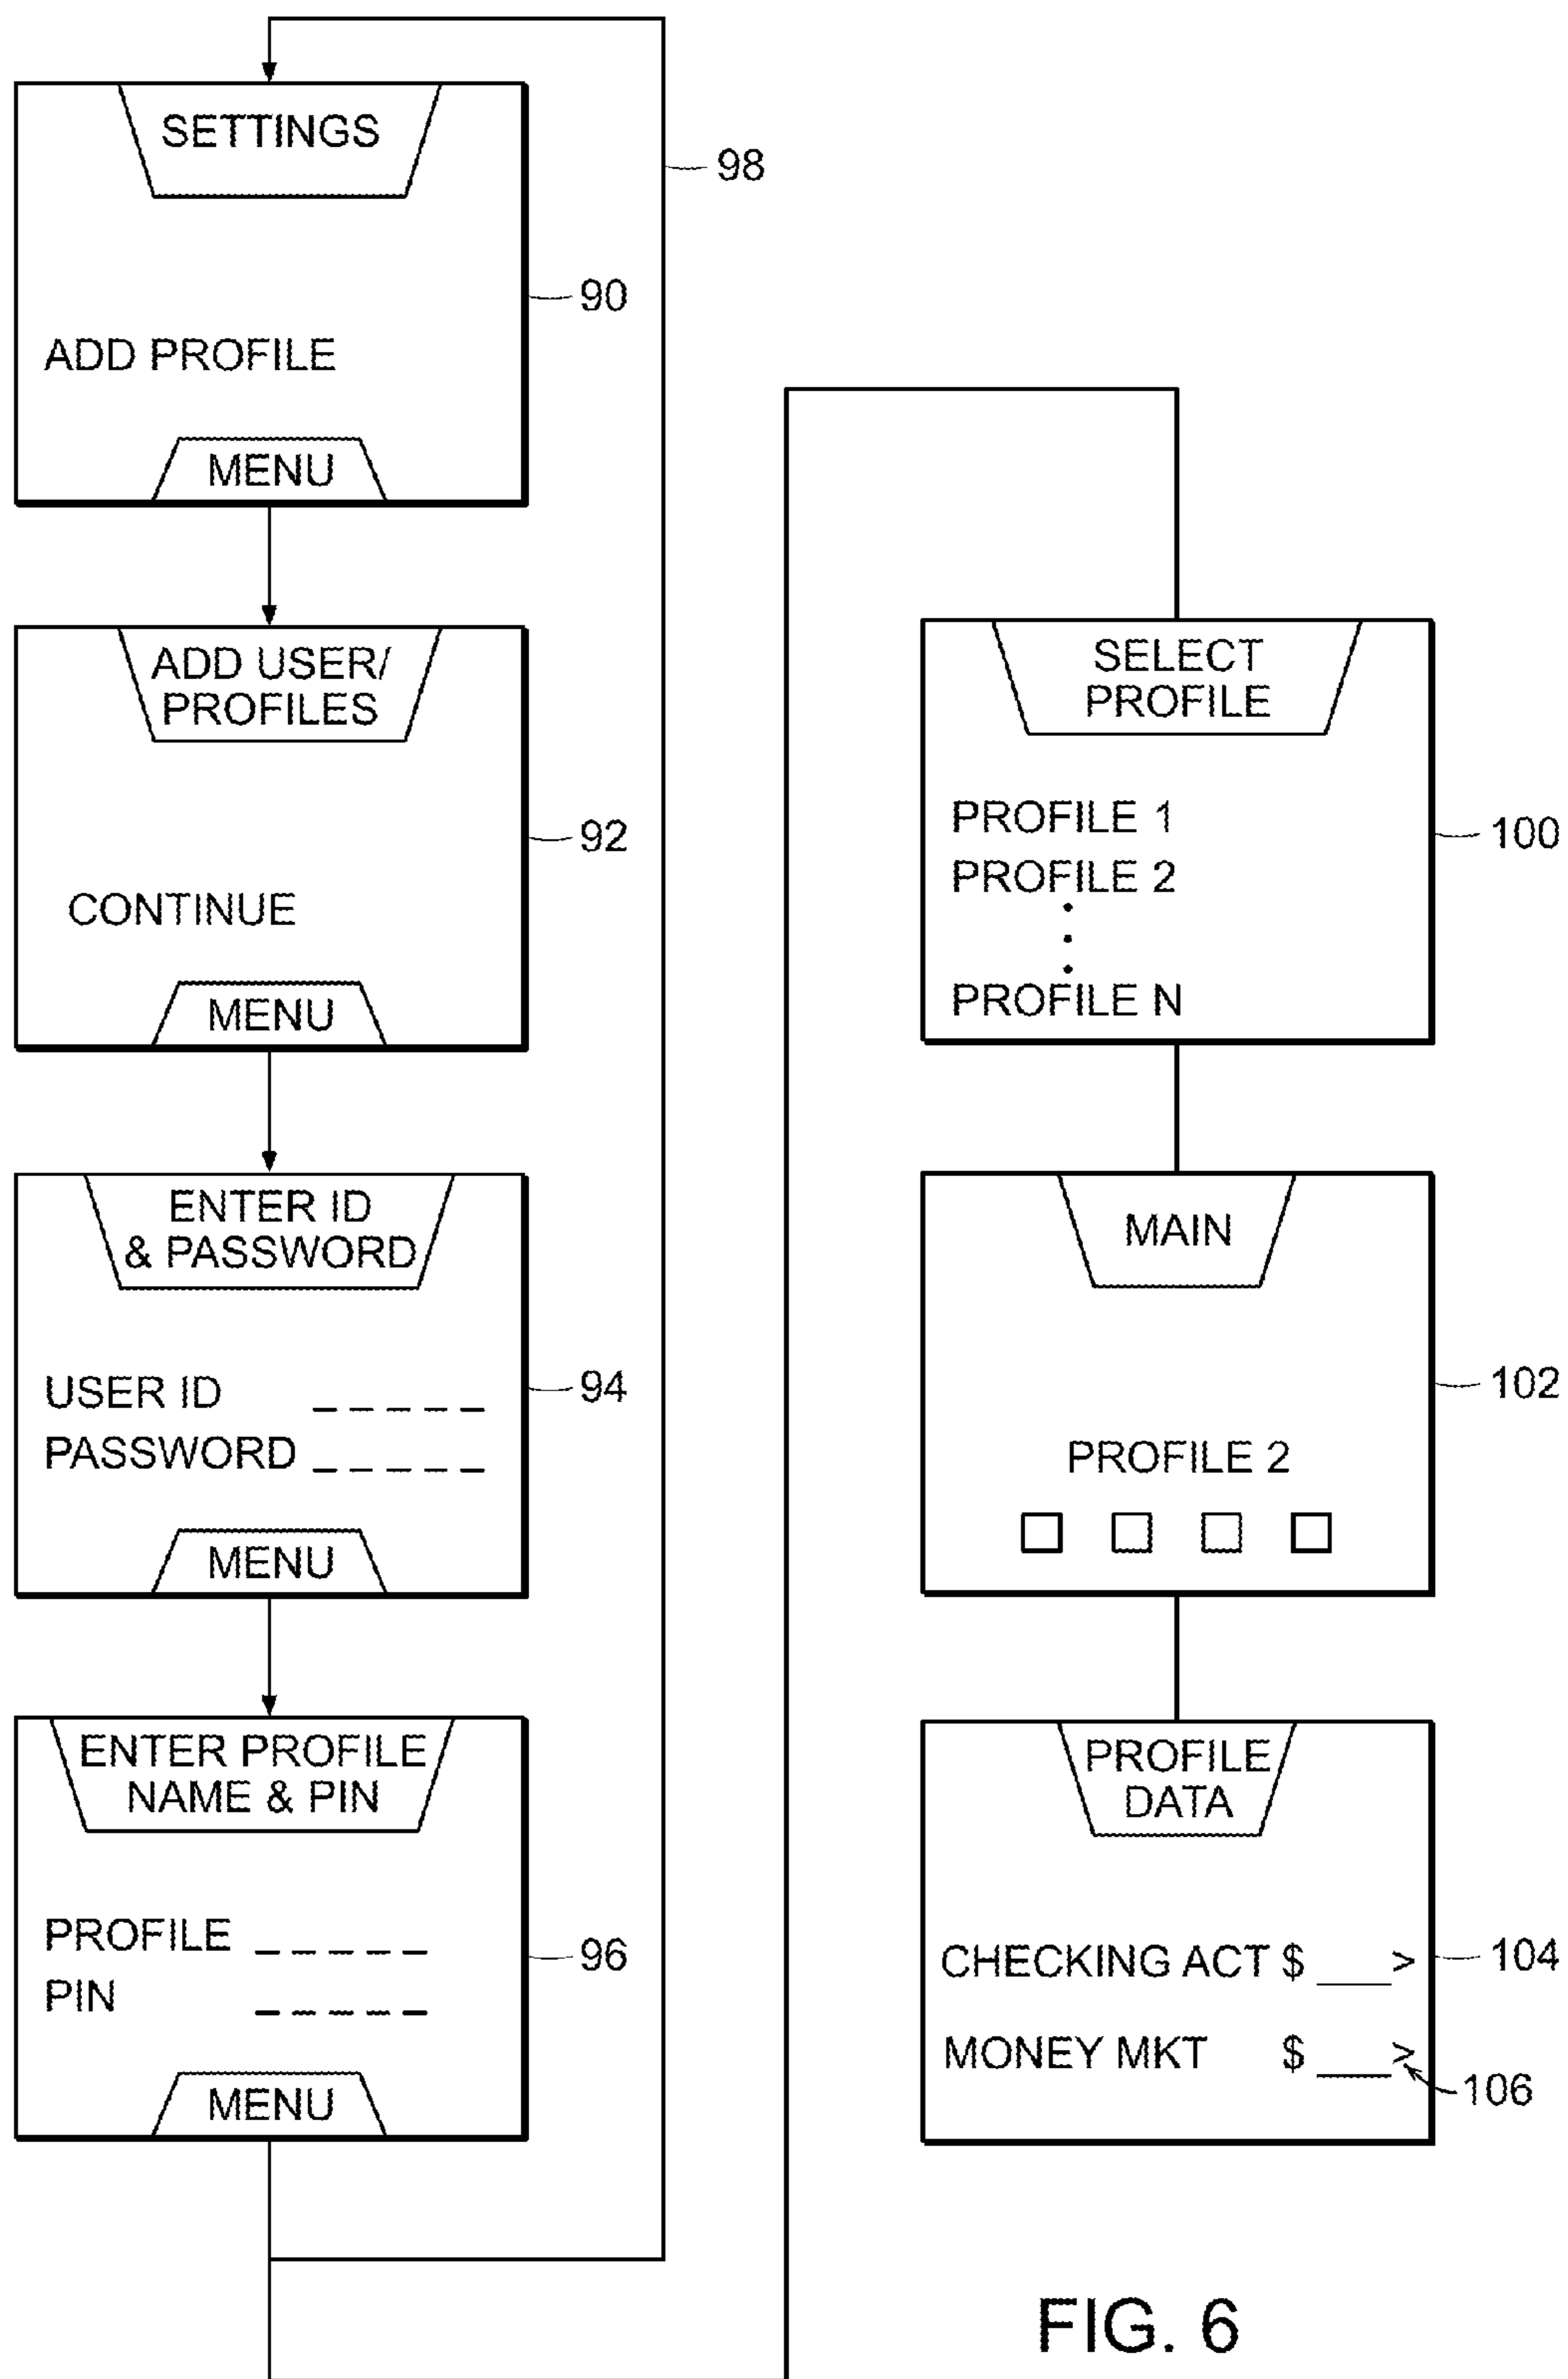 SETTINGS
98
90
ADD PROFILE
MENU
ADD USER/
PROFILES
92
CONTINUE
MENU
ENTER ID
& PASSWORD
USER ID _ _ _ _ _
94
PASSWORD _ _ _ _ _
MENU
ENTER PROFILE
NAME & PIN
PROFILE _ _ _ _ _
96
PIN _ _ _ _ _
MENU
SELECT
PROFILE
PROFILE 1
100
PROFILE 2
.
.
.
PROFILE N
MAIN
102
PROFILE 2
PROFILE
DATA
CHECKING ACT $ ___>
104
MONEY MKT $ ___>
106
FIG. 6